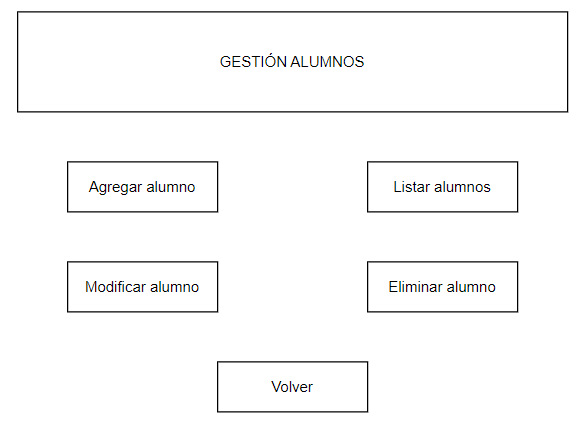 GESTIÓN ALUMNOS
Agregar alumno
Listar alumnos
Modificar alumno
Eliminar alumno
Volver